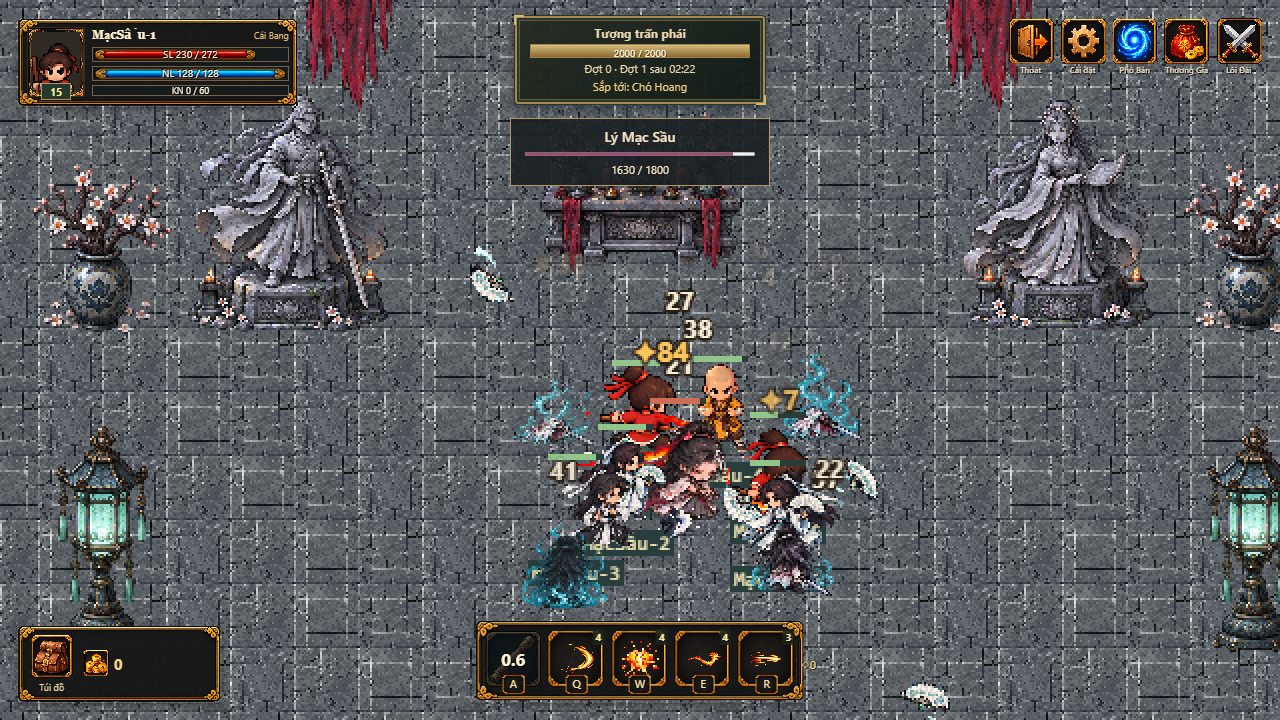 MạcSầu-1
Cái Bang
SL 230 / 272
NL 128 / 128
KN 0 / 60
15
Tượng trấn phái
2000 / 2000
Đợt 0 · Đợt 1 sau 02:22
Sắp tới: Chó Hoang
Lý Mạc Sầu
1630 / 1800
Thoát
Cài đặt
Phó Bản
Thương Gia
Lôi Đài
27
38
84
21
7
41
22
0
Túi đồ
0.6
A
4
Q
4
W
4
E
3
R
0